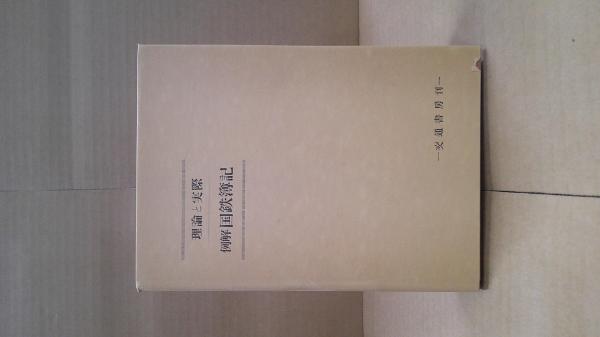 理論と実際
例解 国鉄簿記
—交通書房刊—